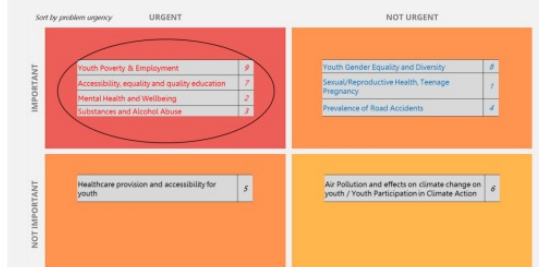 Sort by problem urgency
URGENT
NOT URGENT
IMPORTANT
Youth Poverty & Employment 9
Accessibility, equality and quality education 7
Mental Health and Wellbeing 2
Substances and Alcohol Abuse 3
Youth Gender Equality and Diversity 8
Sexual/Reproductive Health, Teenage
Pregnancy 1
Prevalence of Road Accidents 4
NOT IMPORTANT
Healthcare provision and accessibility for
youth 5
Air Pollution and effects on climate change on
youth / Youth Participation in Climate Action 6